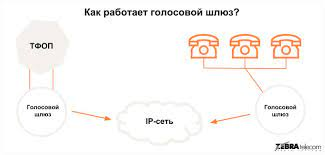 Как работает голосовой шлюз?
ТФОП
Голосовой
шлюз
IP-сеть
Голосовой
шлюз
ZEBRA telecom